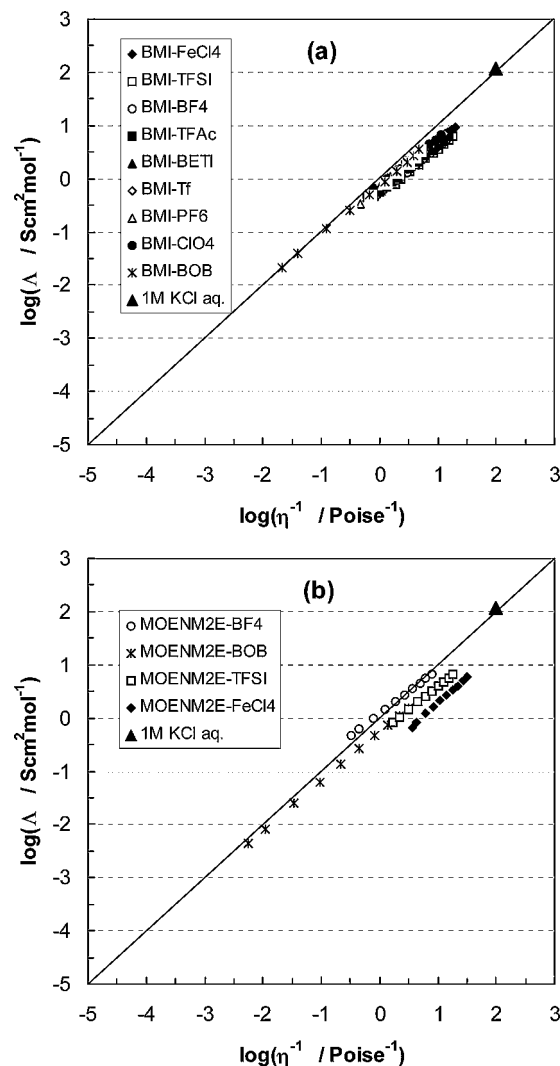 (a)
3
2
1
0
-1
-2
-3
-4
-5
log(Λ / Scm²mol⁻¹)
BMI-FeCl4
BMI-TFSI
BMI-BF4
BMI-TFAc
BMI-BETI
BMI-Tf
BMI-PF6
BMI-ClO4
BMI-BOB
1M KCl aq.
-5 -4 -3 -2 -1 0 1 2 3
log(η⁻¹ / Poise⁻¹)
(b)
3
2
1
0
-1
-2
-3
-4
-5
log(Λ / Scm²mol⁻¹)
MOENM2E-BF4
MOENM2E-BOB
MOENM2E-TFSI
MOENM2E-FeCl4
1M KCl aq.
-5 -4 -3 -2 -1 0 1 2 3
log(η⁻¹ / Poise⁻¹)